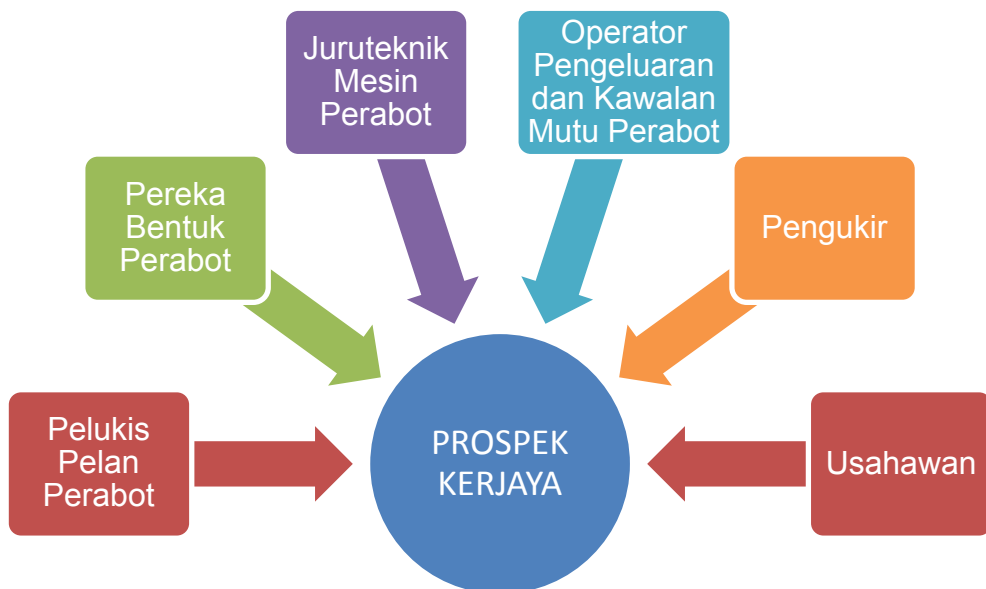 Juruteknik
Mesin
Perabot
Operator
Pengeluaran
dan Kawalan
Mutu Perabot
Pereka
Bentuk
Perabot
Pengukir
Pelukis
Pelan
Perabot
PROSPEK
KERJAYA
Usahawan